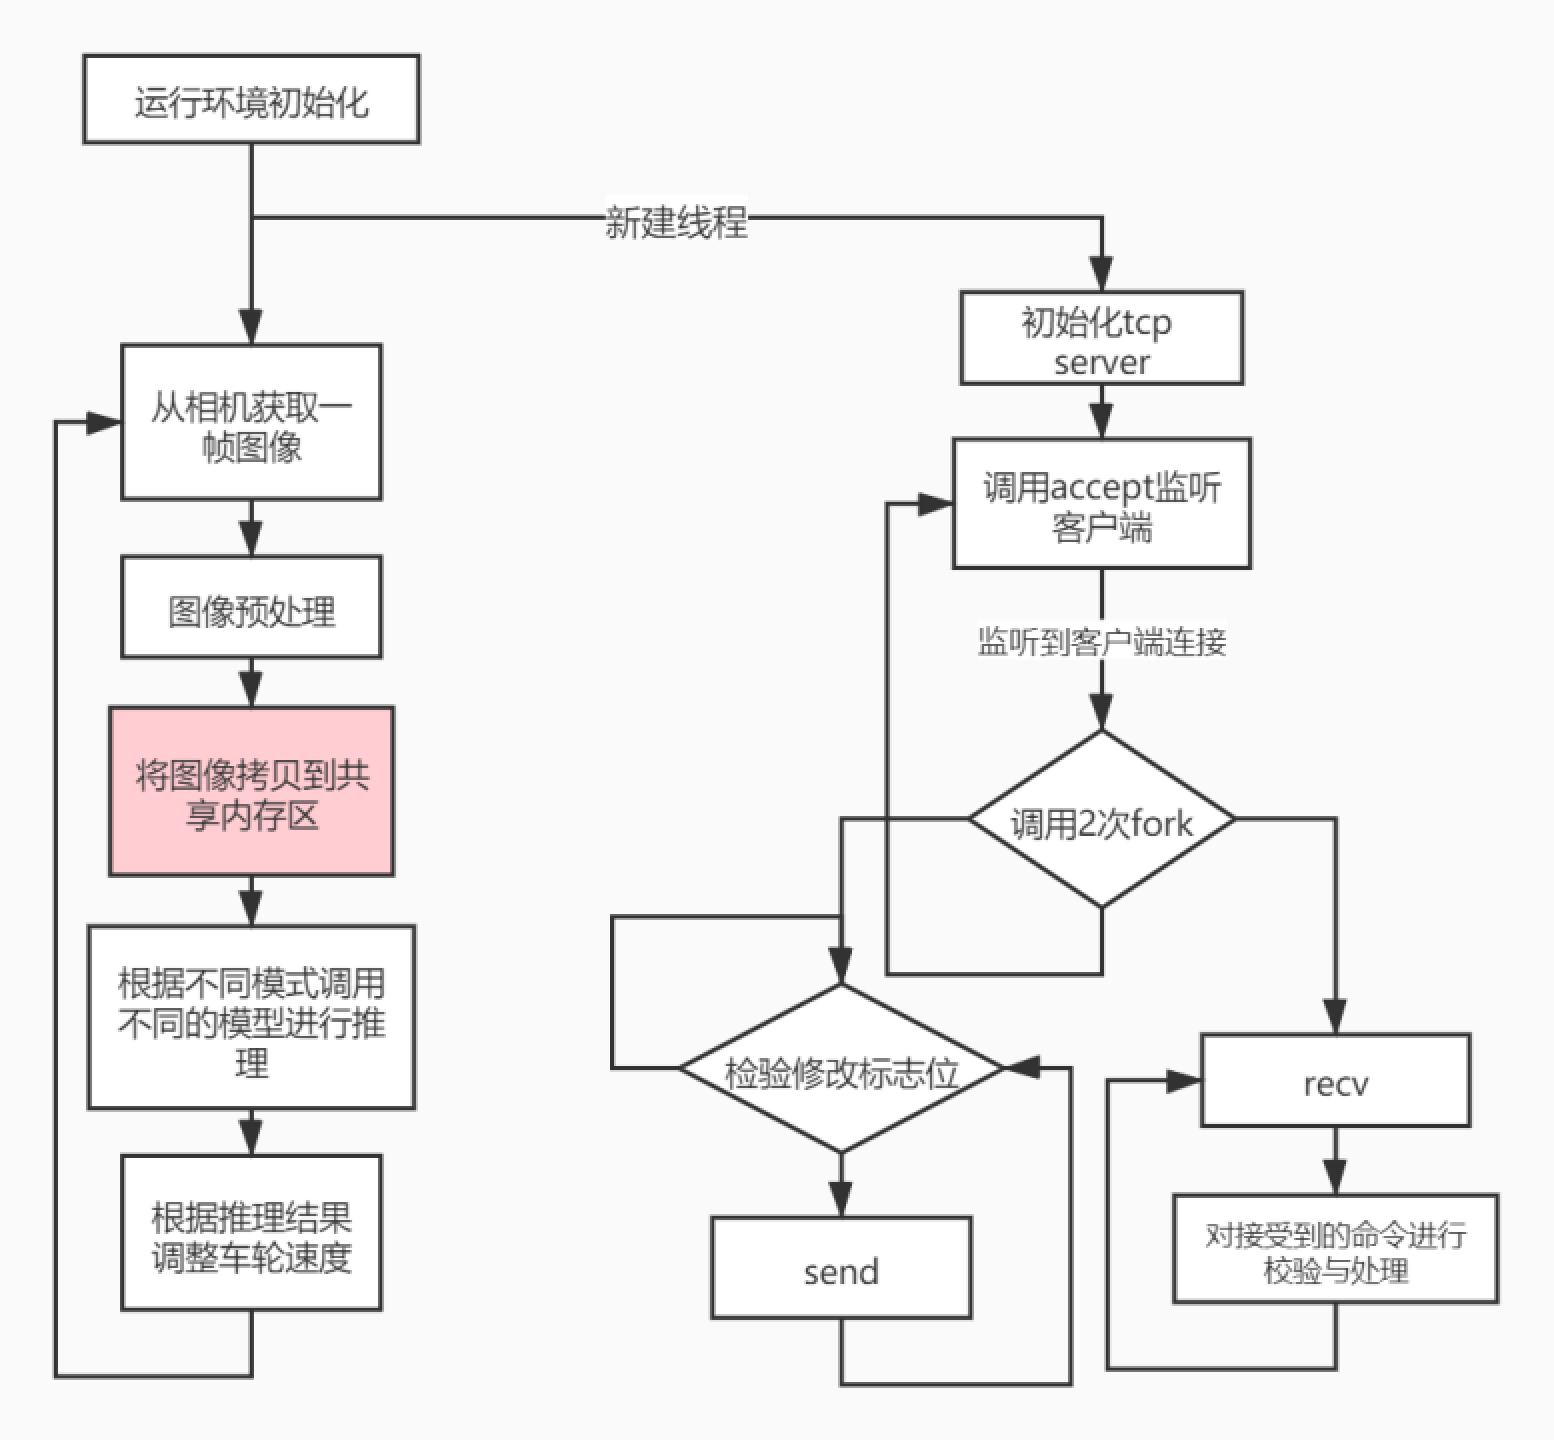 运行环境初始化
新建线程
初始化tcp
server
从相机获取一
帧图像
调用accept监听
客户端
图像预处理
监听到客户端连接
将图像拷贝到共
享内存区
调用2次fork
根据不同模式调用
不同的模型进行推
理
检验修改标志位
recv
根据推理结果
调整车轮速度
send
对接受到的命令进行
校验与处理